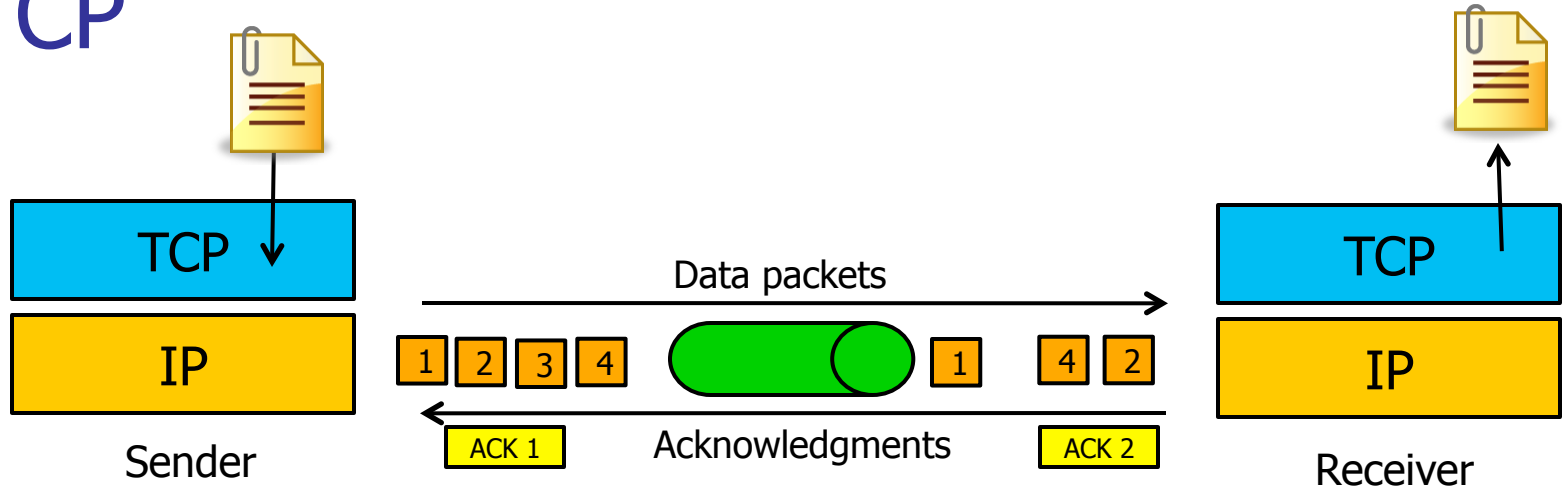 CP
TCP
TCP
Data packets
IP
1 2 3 4
1 4 2
IP
ACK 1
Acknowledgments
ACK 2
Sender
Receiver